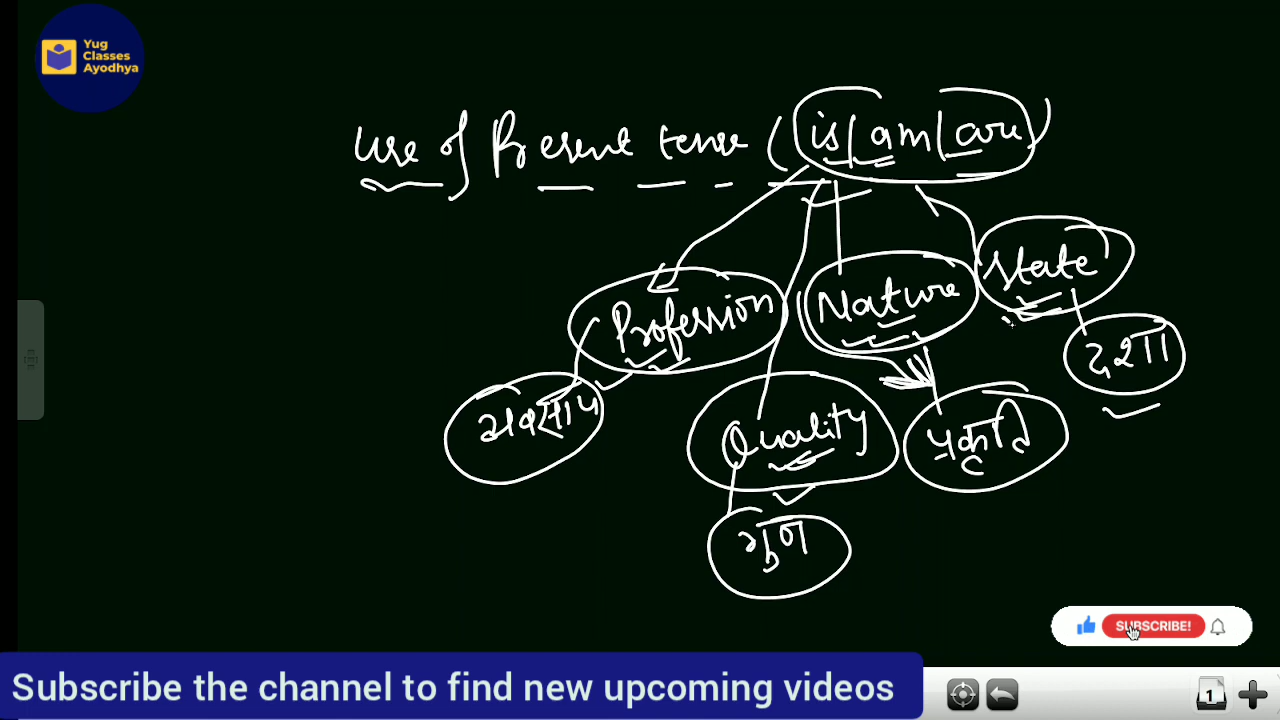 Yug
Classes
Ayodhya
Use of Present tense (is/am/are)
State
Profession
Nature
दशा
व्यवसाय
Quality
प्रकृति
गुण
SUBSCRIBE!
Subscribe the channel to find new upcoming videos
1